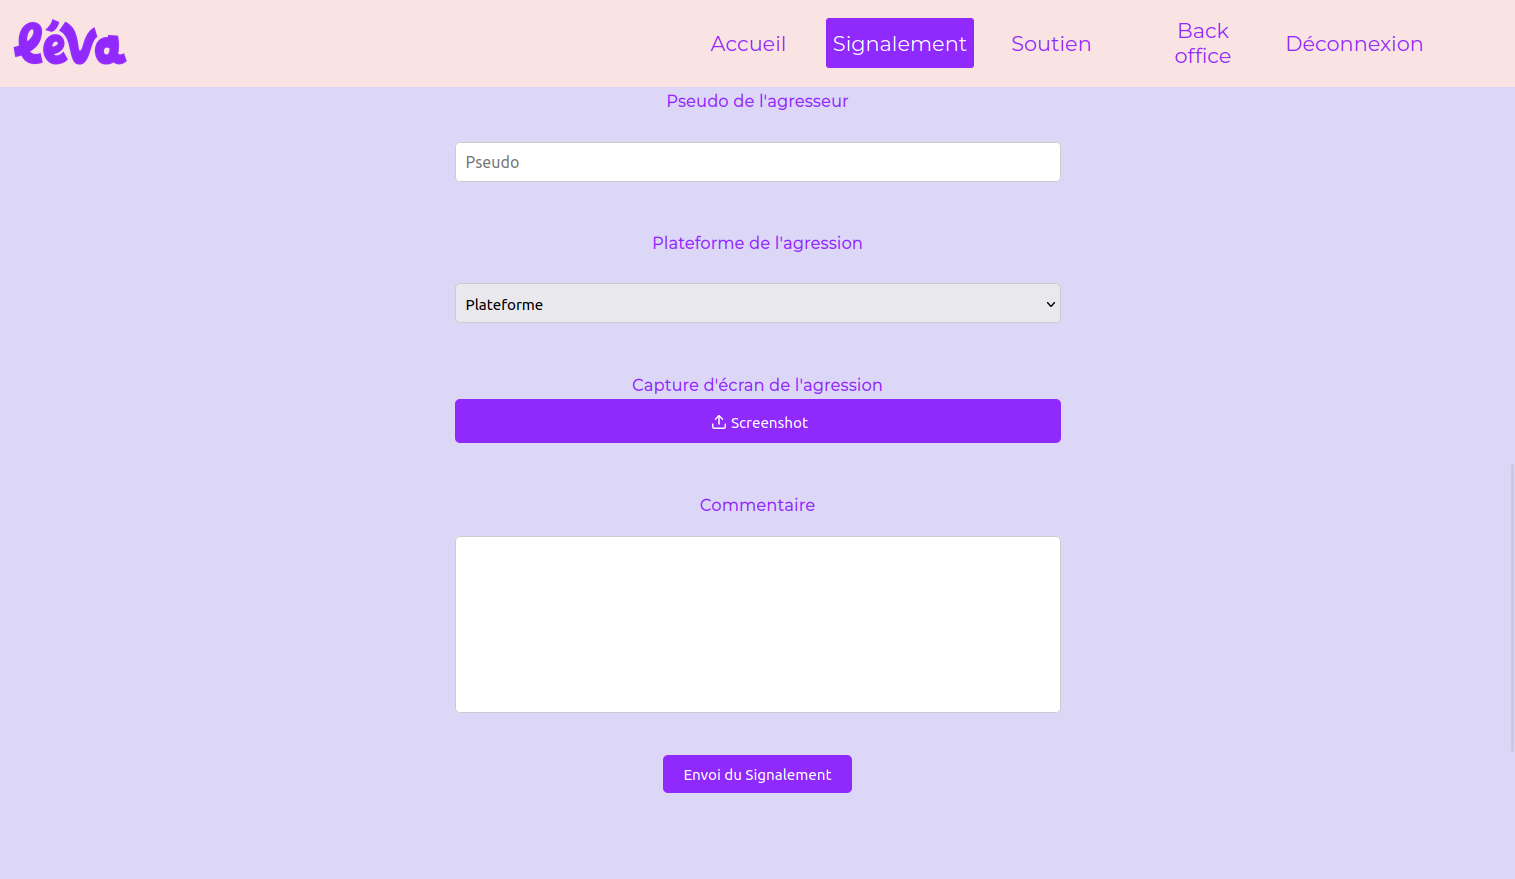 léva
Accueil
Signalement
Soutien
Back
office
Déconnexion
Pseudo de l'agresseur
Pseudo
Plateforme de l'agression
Plateforme
Capture d'écran de l'agression
Screenshot
Commentaire
Envoi du Signalement